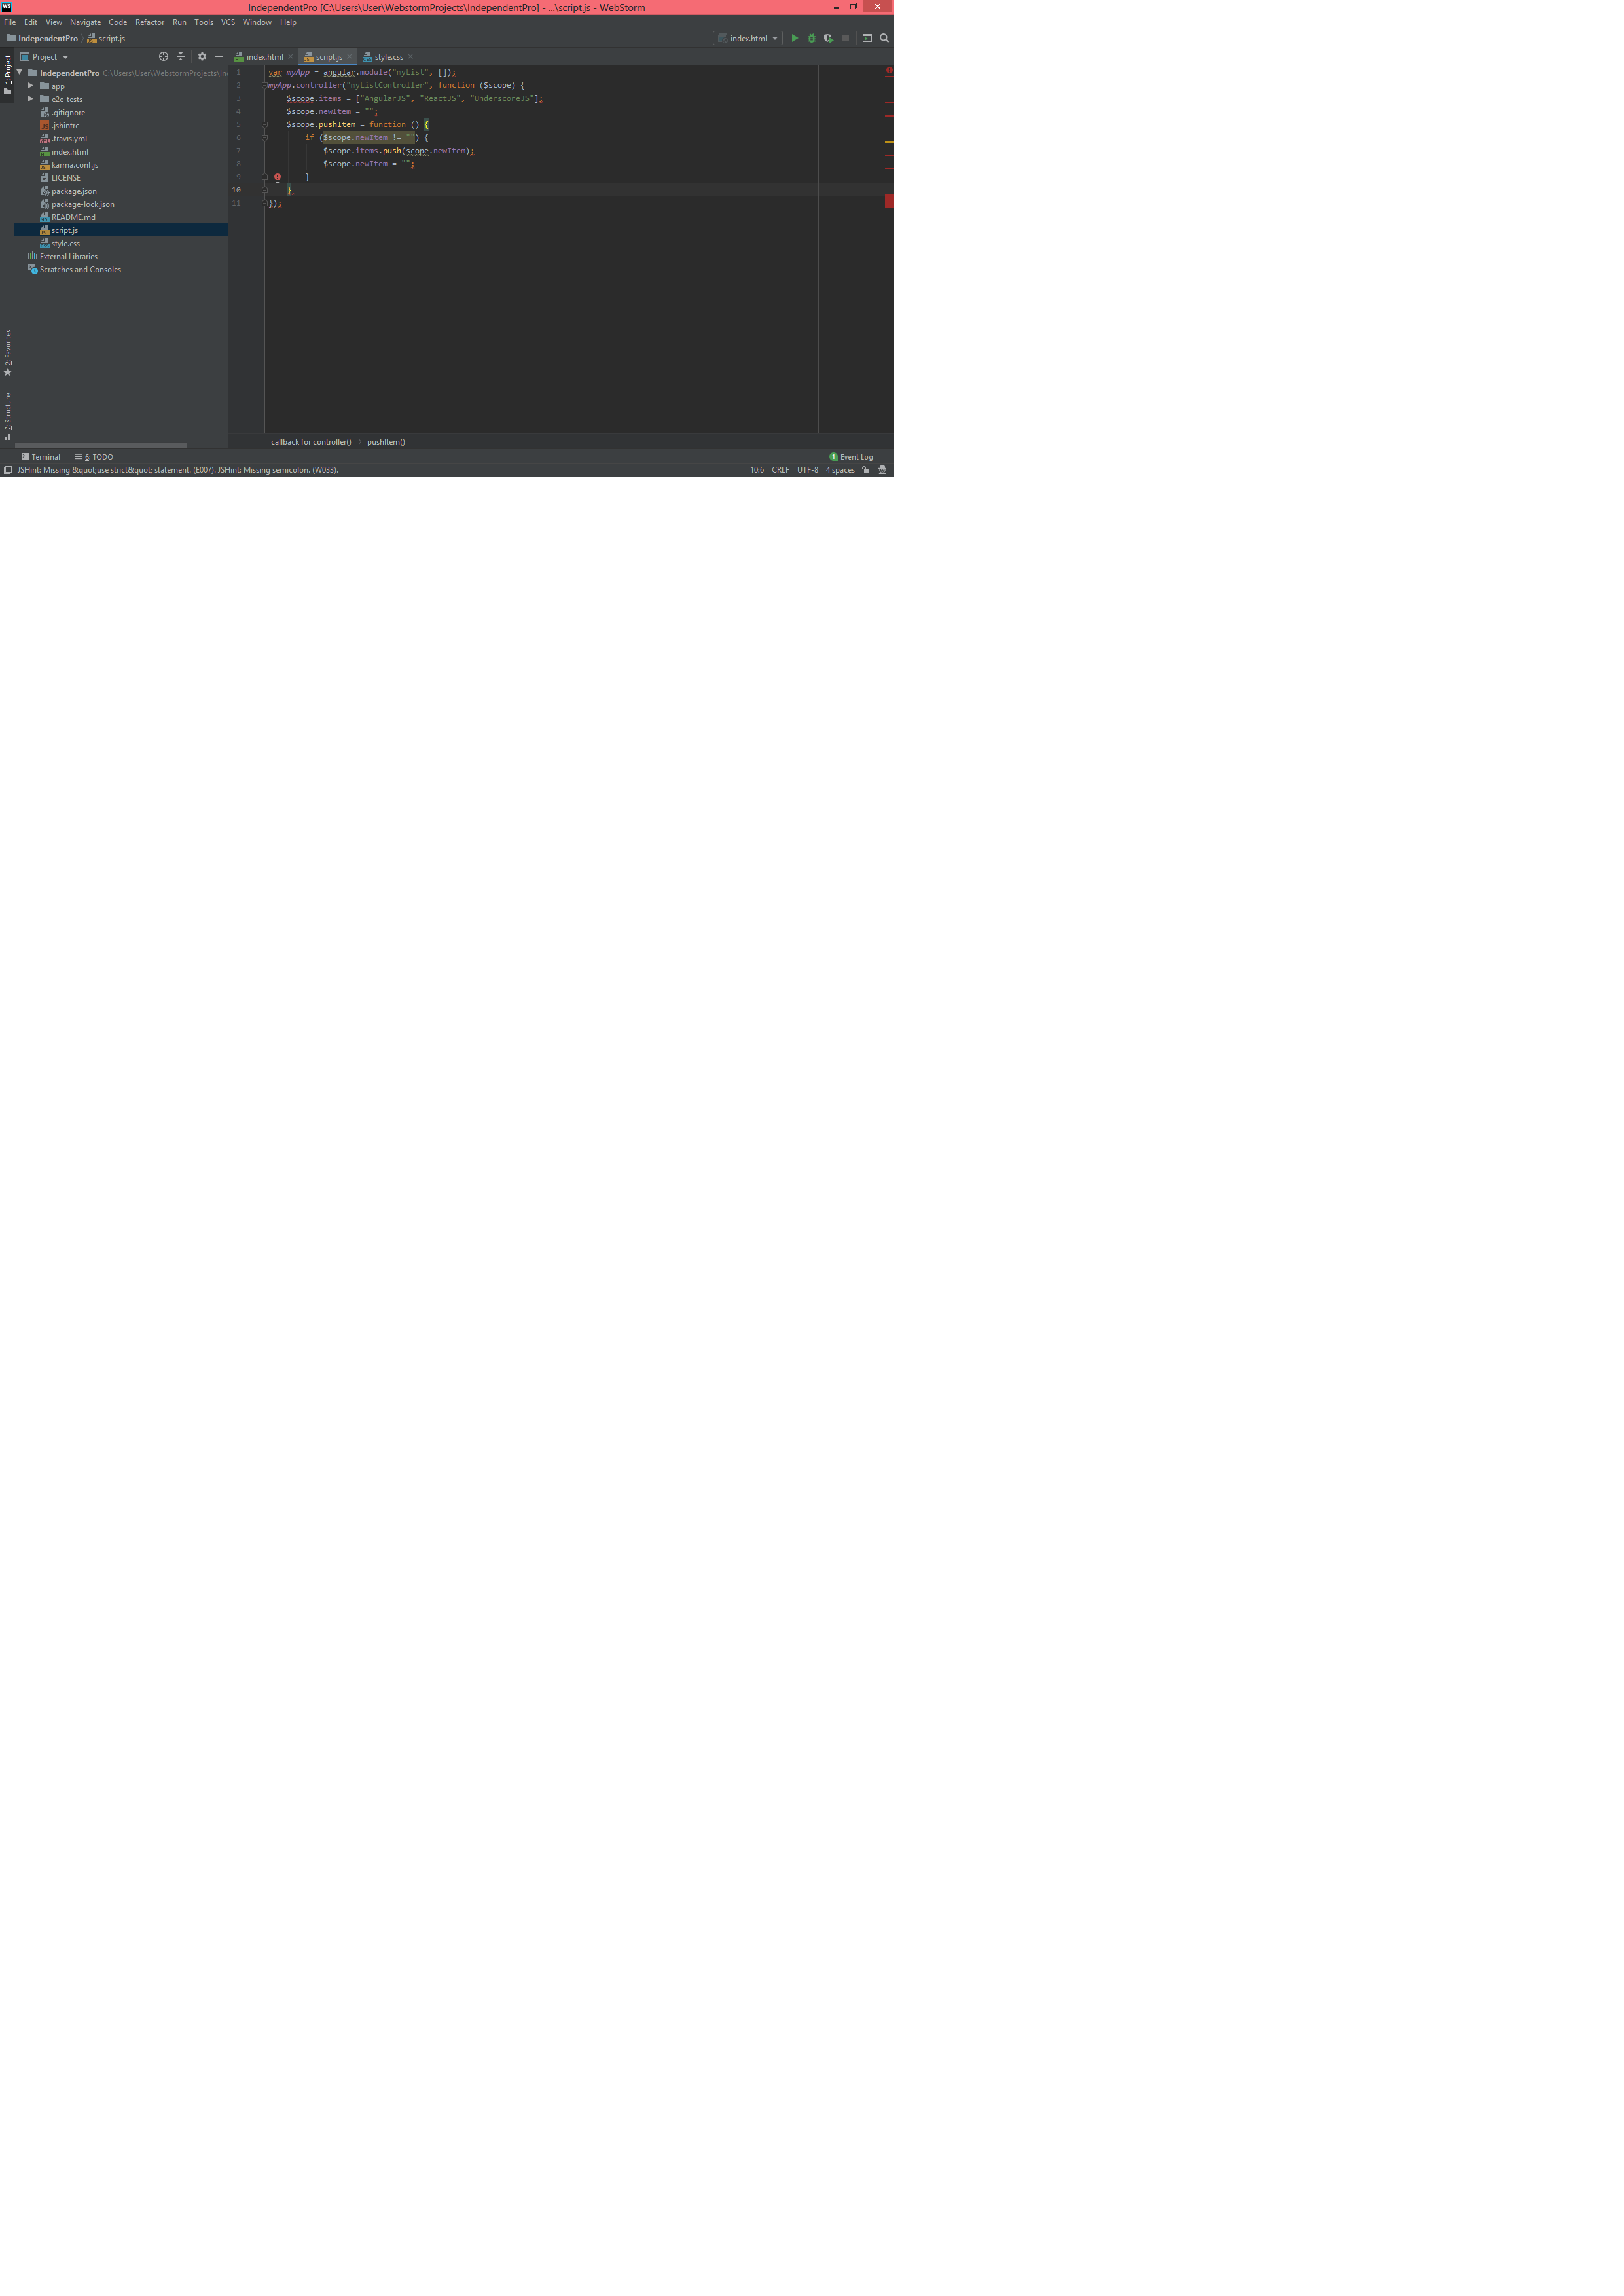 WS IndependentPro [C:\Users\User\WebstormProjects\IndependentPro] - ...\script.js - WebStorm
File Edit View Navigate Code Refactor Run Tools VCS Window Help
IndependentPro script.js index.html
1: Project
Project
IndependentPro C:\Users\User\WebstormProjects\In
app
e2e-tests
.gitignore
.jshintrc
.travis.yml
index.html
karma.conf.js
LICENSE
package.json
package-lock.json
README.md
script.js
style.css
External Libraries
Scratches and Consoles
2: Favorites
7: Structure
index.html script.js style.css
1 var myApp = angular.module("myList", []);
2 myApp.controller("myListController", function ($scope) {
3 $scope.items = ["AngularJS", "ReactJS", "UnderscoreJS"];
4 $scope.newItem = "";
5 $scope.pushItem = function () {
6 if ($scope.newItem != "") {
7 $scope.items.push(scope.newItem);
8 $scope.newItem = "";
9 }
10 }
11 });
callback for controller() › pushItem()
Terminal 6: TODO 1 Event Log
JSHint: Missing &quot;use strict&quot; statement. (E007). JSHint: Missing semicolon. (W033). 10:6 CRLF UTF-8 4 spaces